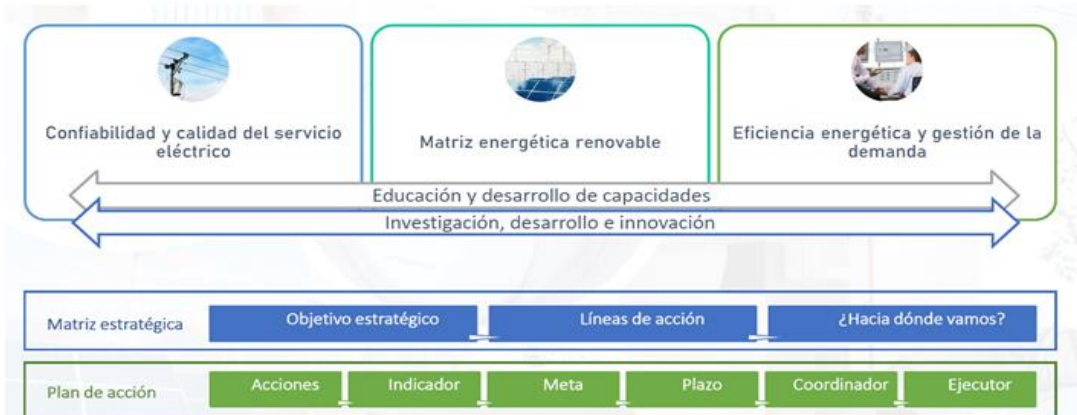 Confiabilidad y calidad del servicio
eléctrico
Matriz energética renovable
Eficiencia energética y gestión de la
demanda
Educación y desarrollo de capacidades
Investigación, desarrollo e innovación
Matriz estratégica
Objetivo estratégico
Líneas de acción
¿Hacia dónde vamos?
Plan de acción
Acciones
Indicador
Meta
Plazo
Coordinador
Ejecutor